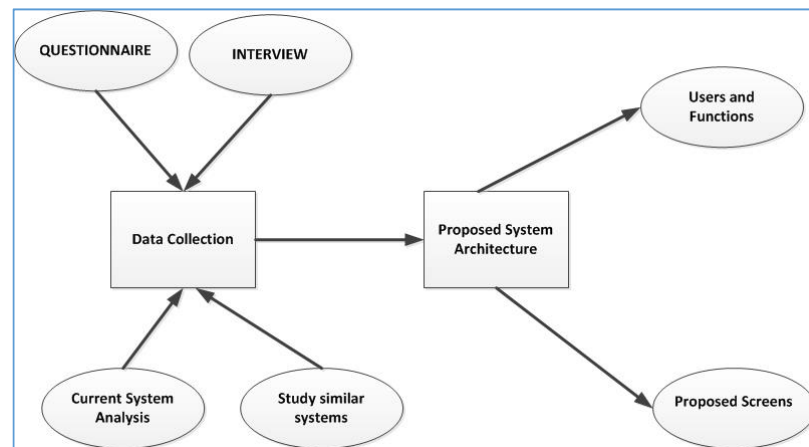 QUESTIONNAIRE
INTERVIEW
Users and
Functions
Data Collection
Proposed System
Architecture
Current System
Analysis
Study similar
systems
Proposed Screens